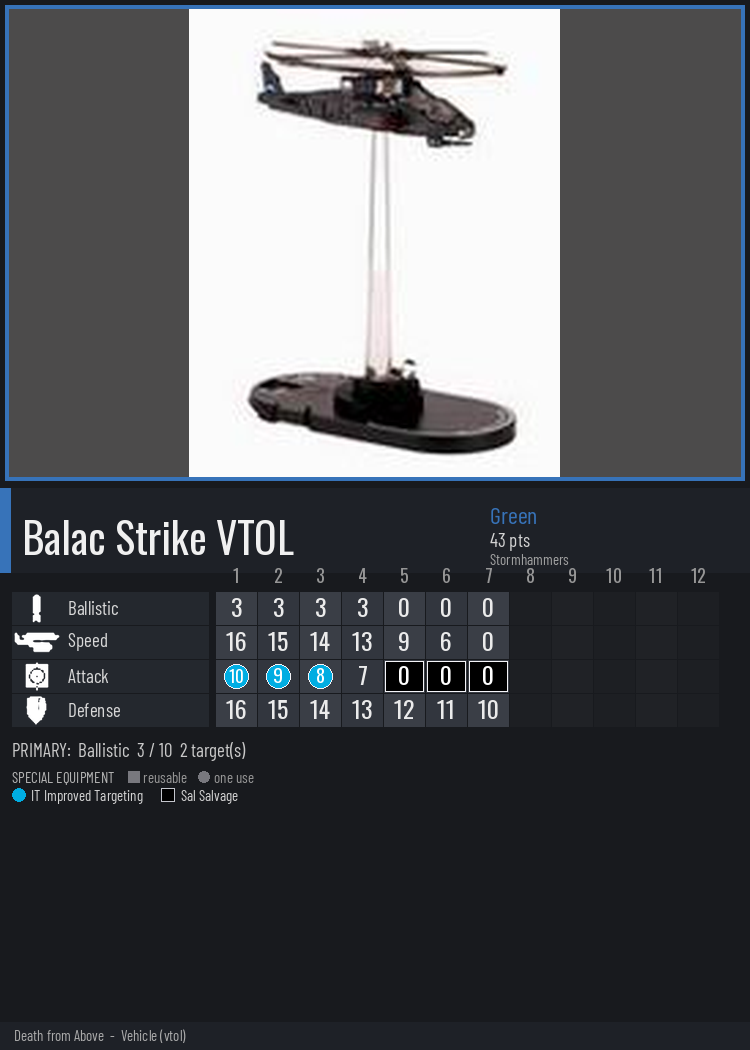 Balac Strike VTOL
Green
43 pts
Stormhammers
1 2 3 4 5 6 7 8 9 10 11 12
Ballistic 3 3 3 3 0 0 0
Speed 16 15 14 13 9 6 0
Attack 10 9 8 7 0 0 0
Defense 16 15 14 13 12 11 10
PRIMARY: Ballistic 3 / 10 2 target(s)
SPECIAL EQUIPMENT reusable one use
IT Improved Targeting Sal Salvage
Death from Above - Vehicle (vtol)